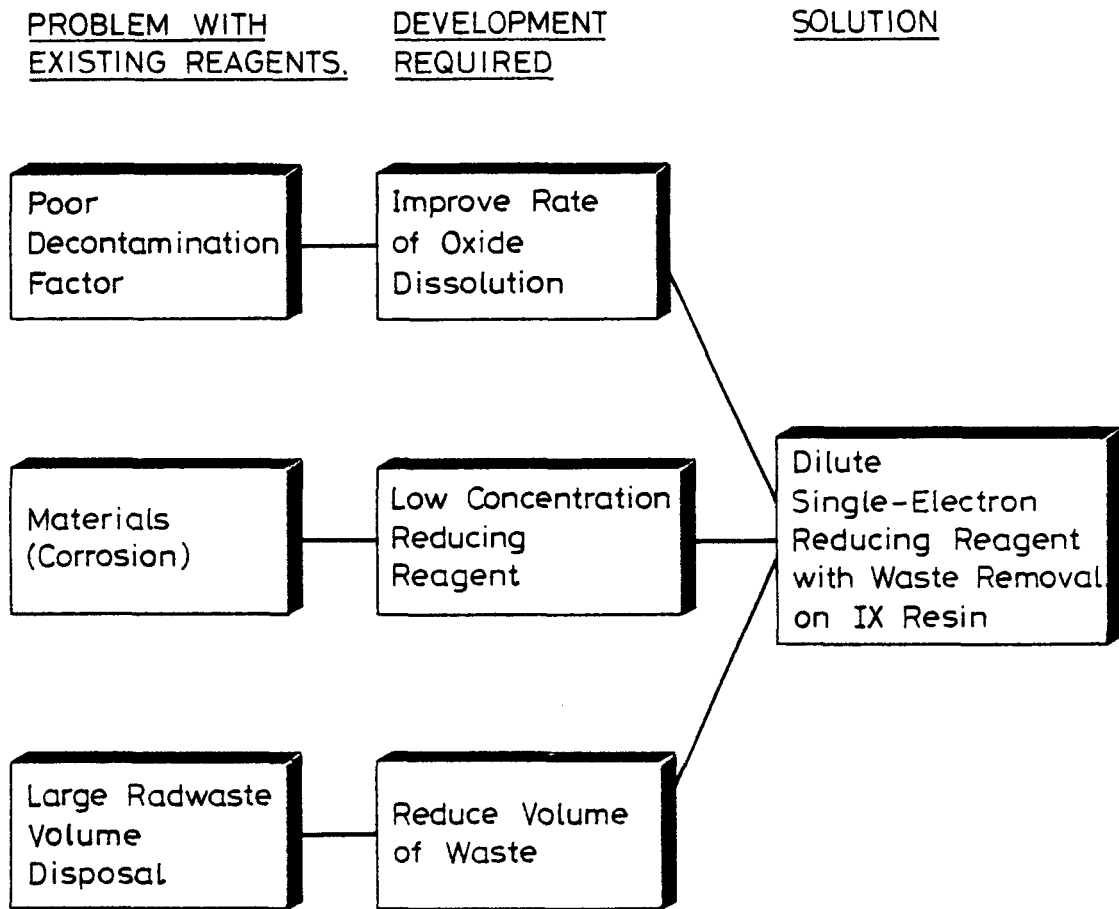 PROBLEM WITH
EXISTING REAGENTS.
DEVELOPMENT
REQUIRED
SOLUTION
Poor
Decontamination
Factor
Improve Rate
of Oxide
Dissolution
Materials
(Corrosion)
Low Concentration
Reducing
Reagent
Dilute
Single-Electron
Reducing Reagent
with Waste Removal
on IX Resin
Large Radwaste
Volume
Disposal
Reduce Volume
of Waste